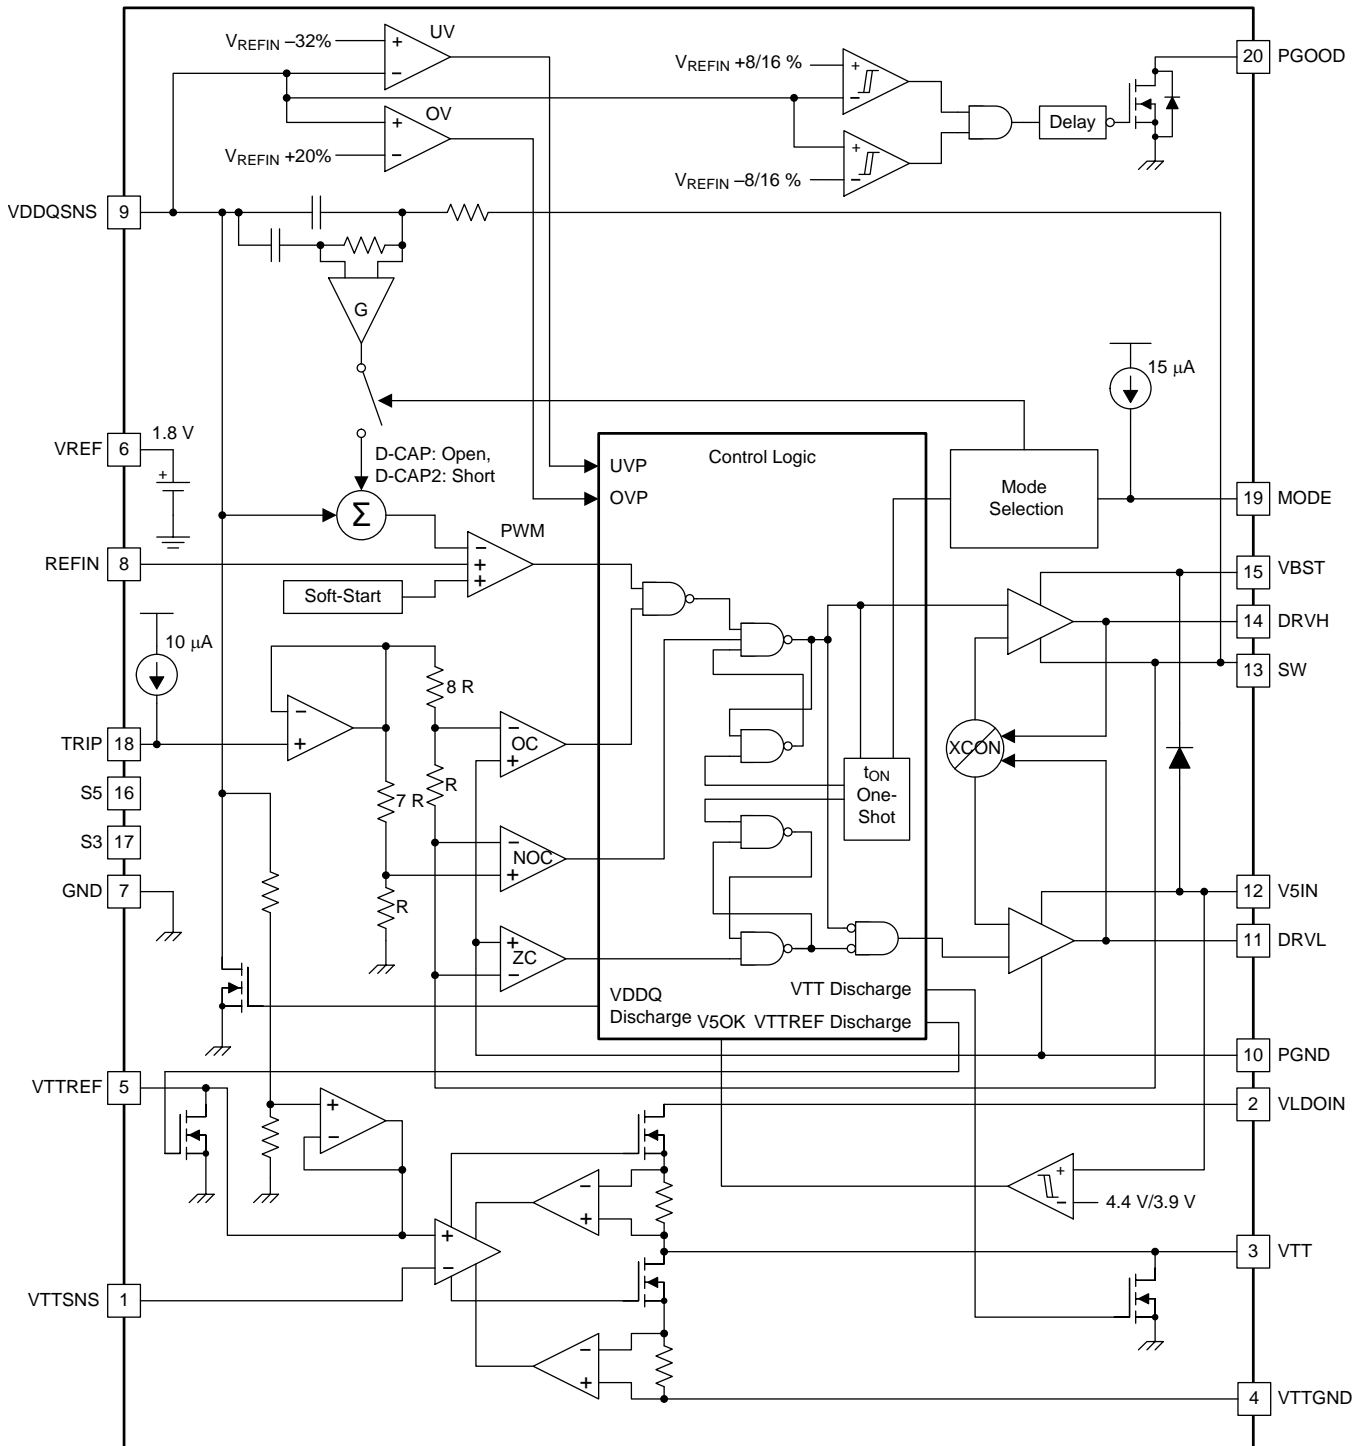 UV
V_REFIN –32%
+
–
V_REFIN +8/16 %
+
–
20 PGOOD
OV
+
–
V_REFIN +20%
Delay
+
–
V_REFIN –8/16 %
VDDQSNS 9
G
15 μA
1.8 V
VREF 6
+
D-CAP: Open,
D-CAP2: Short
Control Logic
UVP
OVP
Mode
Selection
19 MODE
Σ
PWM
–
+
+
REFIN 8
Soft-Start
15 VBST
14 DRVH
13 SW
10 μA
8 R
–
+
TRIP 18
–
OC
+
XCON
S5 16
R
7 R
t_ON
One-
Shot
S3 17
–
NOC
+
GND 7
R
12 V5IN
11 DRVL
+
ZC
–
VTT Discharge
VDDQ
Discharge
V5OK
VTTREF Discharge
10 PGND
VTTREF 5
+
–
2 VLDOIN
–
+
+
–
4.4 V/3.9 V
+
–
3 VTT
VTTSNS 1
–
+
4 VTTGND